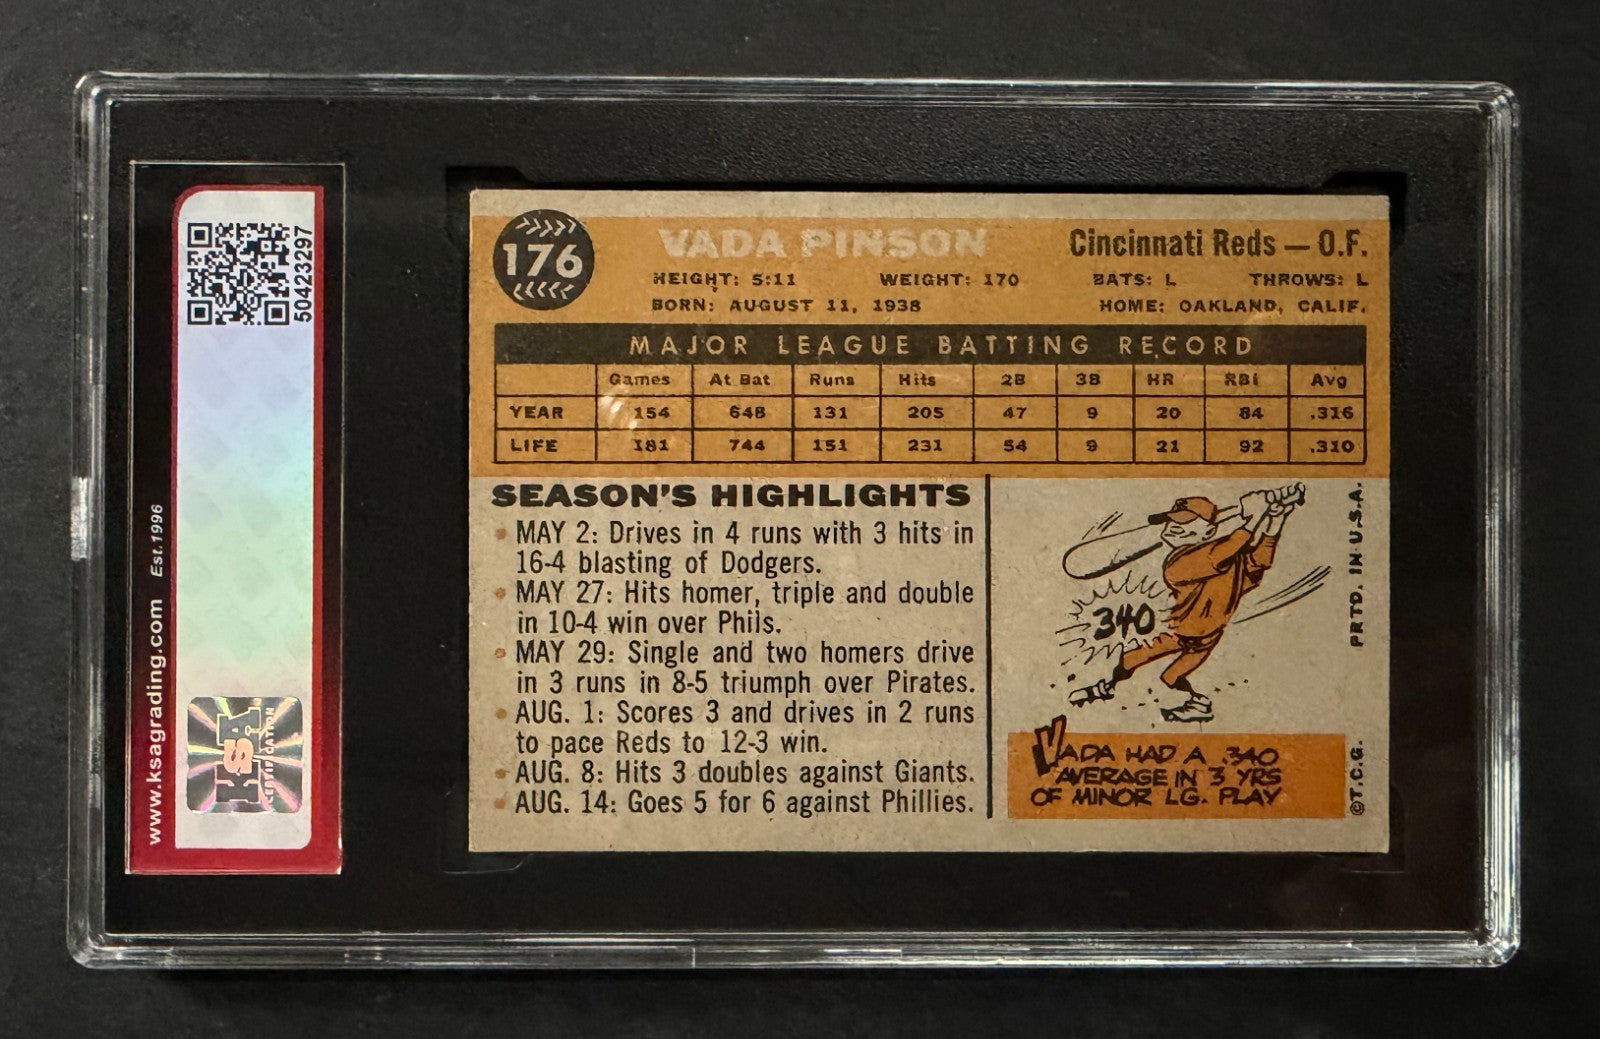 50423297
www.ksagrading.com Est.1996
KSA
CERTIFICATION
176
VADA PINSON
Cincinnati Reds — O.F.
HEIGHT: 5:11 WEIGHT: 170 BATS: L THROWS: L
BORN: AUGUST 11, 1938 HOME: OAKLAND, CALIF.
MAJOR LEAGUE BATTING RECORD
Games At Bat Runs Hits 2B 3B HR RBI Avg
YEAR 154 648 131 205 47 9 20 84 .316
LIFE 181 744 151 231 54 9 21 92 .310
SEASON'S HIGHLIGHTS
• MAY 2: Drives in 4 runs with 3 hits in
16-4 blasting of Dodgers.
• MAY 27: Hits homer, triple and double
in 10-4 win over Phils.
• MAY 29: Single and two homers drive
in 3 runs in 8-5 triumph over Pirates.
• AUG. 1: Scores 3 and drives in 2 runs
to pace Reds to 12-3 win.
• AUG. 8: Hits 3 doubles against Giants.
• AUG. 14: Goes 5 for 6 against Phillies.
340
VADA HAD A .340
AVERAGE IN 3 YRS
OF MINOR LG. PLAY
©T.C.G. PRTD. IN U.S.A.